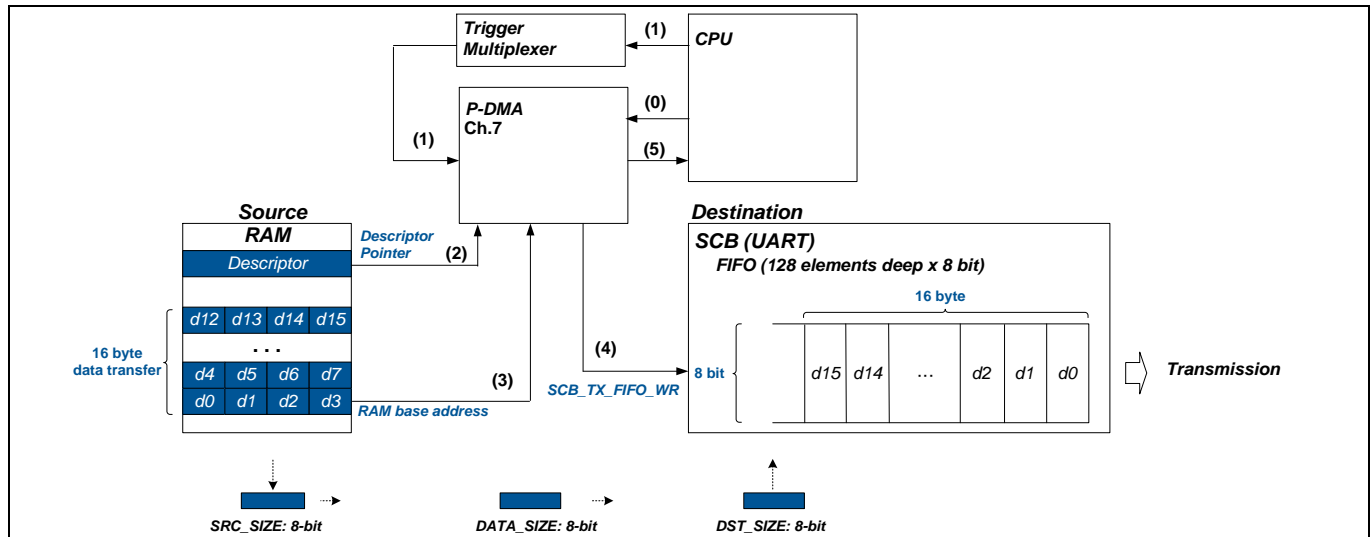 Trigger
Multiplexer
(1)
CPU
P-DMA
Ch.7
(0)
(1)
(5)
Source
RAM
Descriptor
Descriptor
Pointer
(2)
d12 d13 d14 d15
...
d4 d5 d6 d7
d0 d1 d2 d3
16 byte
data transfer
(3)
RAM base address
(4)
SCB_TX_FIFO_WR
Destination
SCB (UART)
FIFO (128 elements deep x 8 bit)
16 byte
8 bit
d15 d14 ... d2 d1 d0
Transmission
SRC_SIZE: 8-bit
DATA_SIZE: 8-bit
DST_SIZE: 8-bit